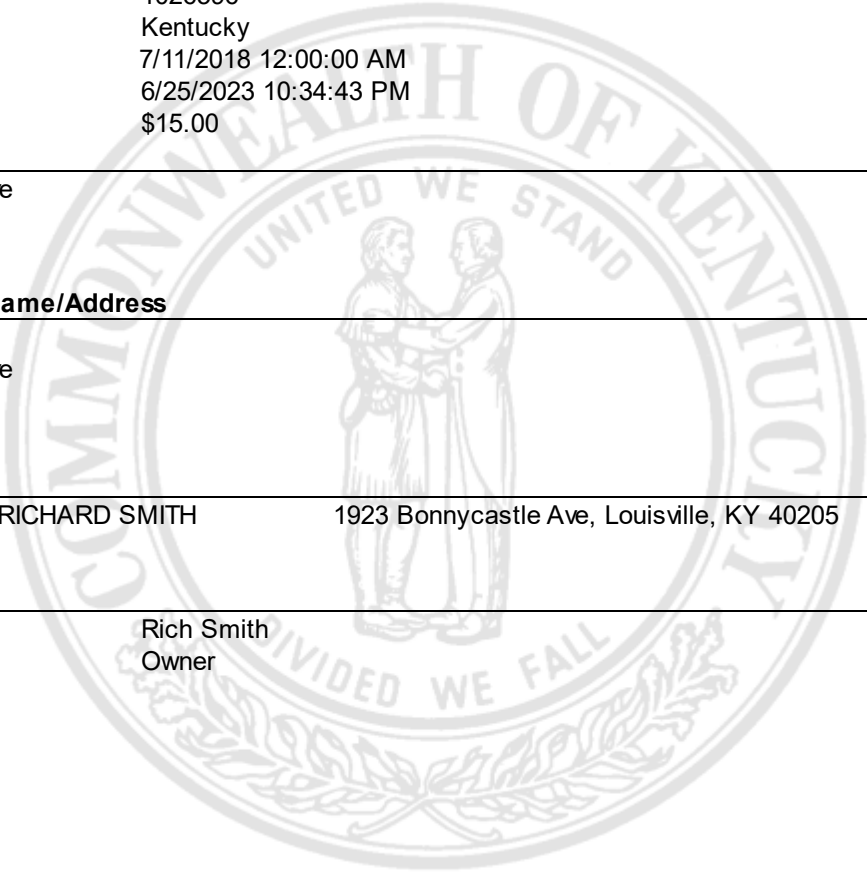 Kentucky
7/11/2018 12:00:00 AM
6/25/2023 10:34:43 PM
$15.00
e
ame/Address
e
RICHARD SMITH 1923 Bonnycastle Ave, Louisville, KY 40205
Rich Smith
Owner
COMMONWEALTH OF KENTUCKY
UNITED WE STAND
DIVIDED WE FALL